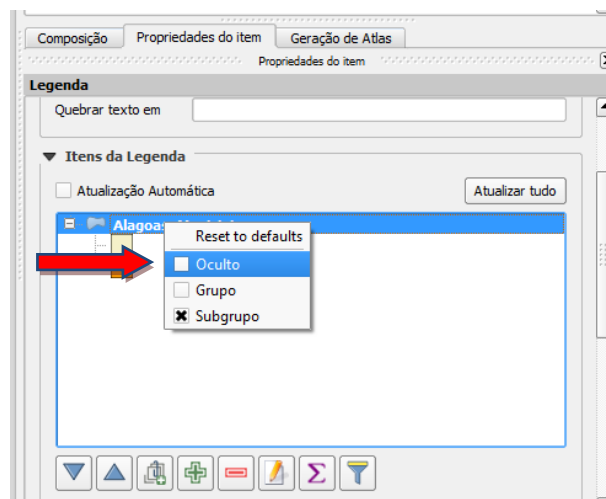 Composição Propriedades do item Geração de Atlas
Propriedades do item
Legenda
Quebrar texto em
Itens da Legenda
Atualização Automática Atualizar tudo
Alagoas
Reset to defaults
Oculto
Grupo
Subgrupo